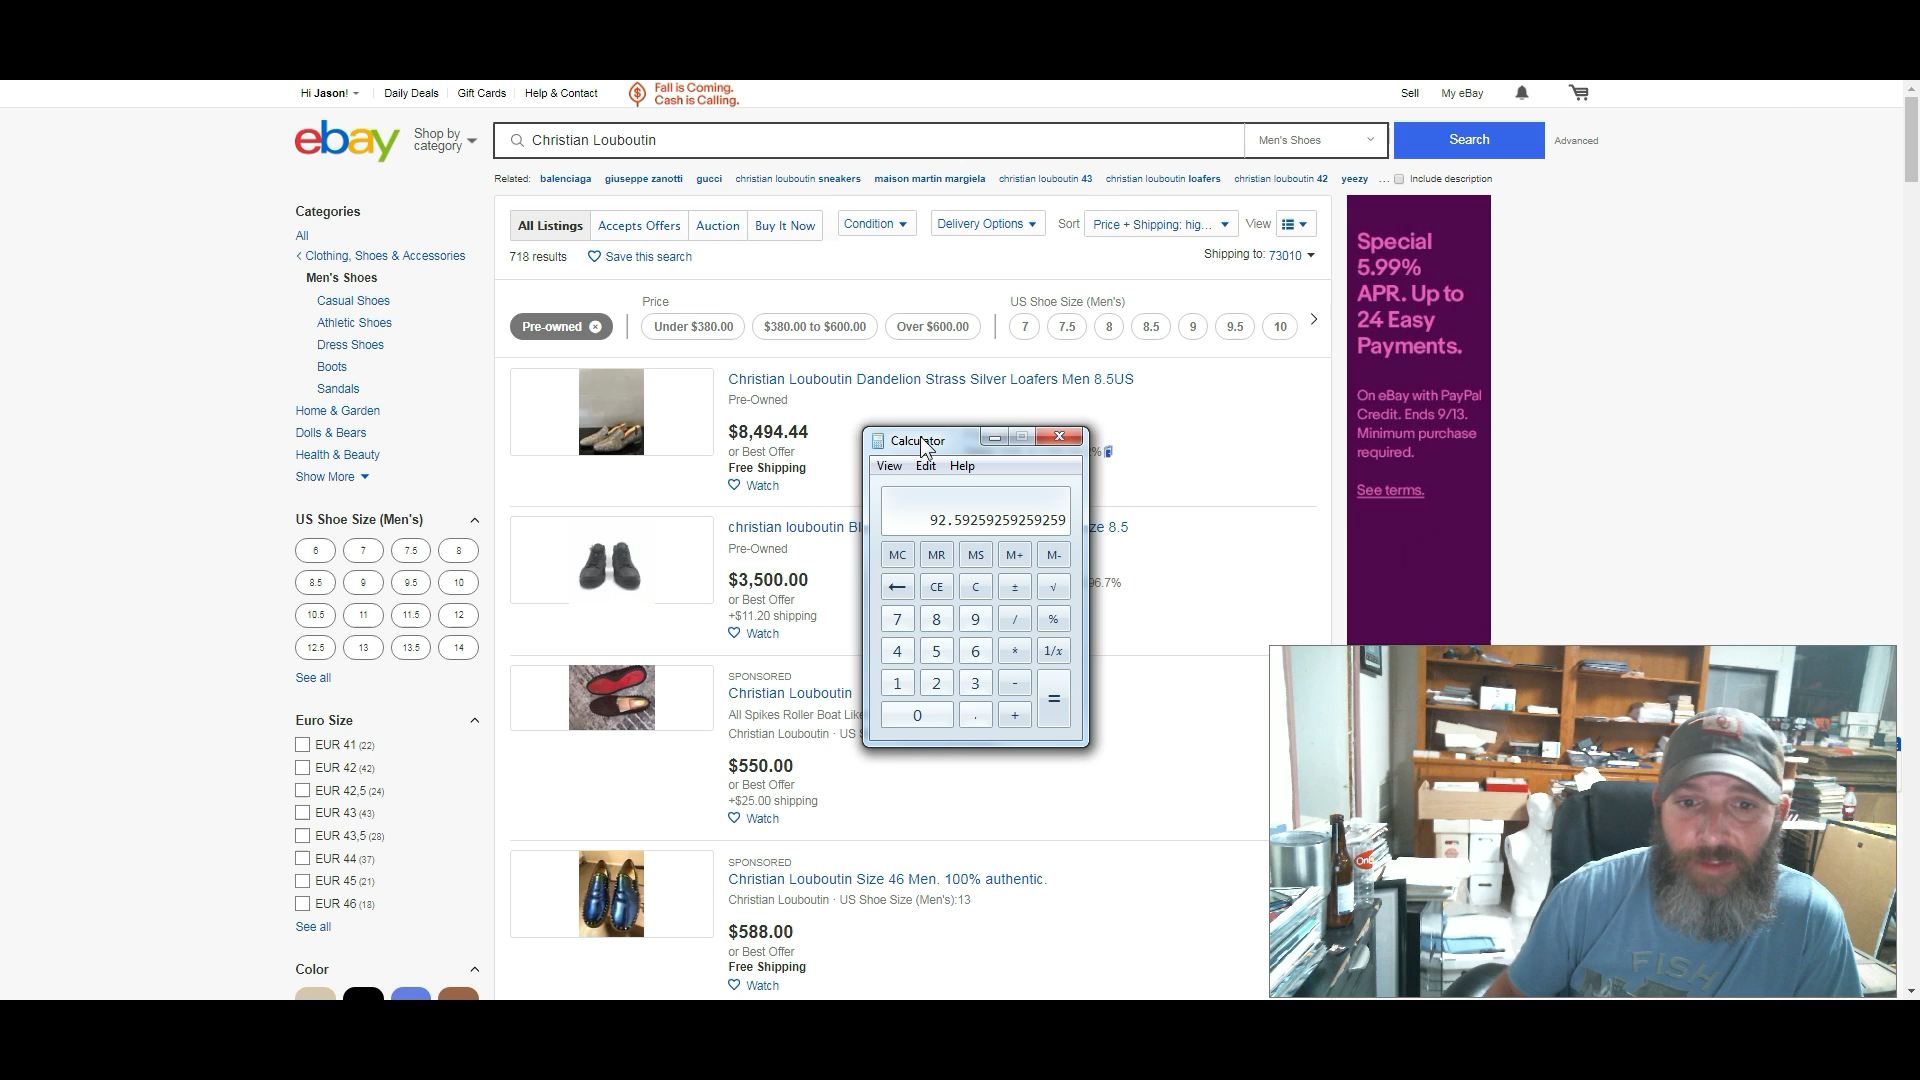 Hi Jason! Daily Deals Gift Cards Help & Contact
Fall is Coming.
Cash is Calling.
Sell My eBay
ebay
Shop by
category
Christian Louboutin
Men's Shoes
Search
Advanced
Related: balenciaga giuseppe zanotti gucci christian louboutin sneakers maison martin margiela christian louboutin 43 christian louboutin loafers christian louboutin 42 yeezy ... Include description
Categories
All
< Clothing, Shoes & Accessories
Men's Shoes
Casual Shoes
Athletic Shoes
Dress Shoes
Boots
Sandals
Home & Garden
Dolls & Bears
Health & Beauty
Show More
US Shoe Size (Men's)
6 7 7.5 8
8.5 9 9.5 10
10.5 11 11.5 12
12.5 13 13.5 14
See all
Euro Size
EUR 41 (22)
EUR 42 (42)
EUR 42,5 (24)
EUR 43 (43)
EUR 43,5 (28)
EUR 44 (37)
EUR 45 (21)
EUR 46 (18)
See all
Color
All Listings Accepts Offers Auction Buy It Now Condition Delivery Options Sort Price + Shipping: hig... View
718 results Save this search
Shipping to: 73010
Price
US Shoe Size (Men's)
Pre-owned Under $380.00 $380.00 to $600.00 Over $600.00 7 7.5 8 8.5 9 9.5 10
Christian Louboutin Dandelion Strass Silver Loafers Men 8.5US
Pre-Owned
$8,494.44
or Best Offer
Free Shipping
Watch
christian louboutin Bl
ze 8.5
Pre-Owned
$3,500.00
or Best Offer
96.7%
+$11.20 shipping
Watch
SPONSORED
Christian Louboutin
All Spikes Roller Boat Like
Christian Louboutin · US S
$550.00
or Best Offer
+$25.00 shipping
Watch
SPONSORED
Christian Louboutin Size 46 Men. 100% authentic.
Christian Louboutin · US Shoe Size (Men's):13
$588.00
or Best Offer
Free Shipping
Watch
Calculator
View Edit Help
92.59259259259259
MC MR MS M+ M-
← CE C ± √
7 8 9 / %
4 5 6 * 1/x
1 2 3 - =
0 . +
Special
5.99%
APR. Up to
24 Easy
Payments.
On eBay with PayPal
Credit. Ends 9/13.
Minimum purchase
required.
See terms.
FISH